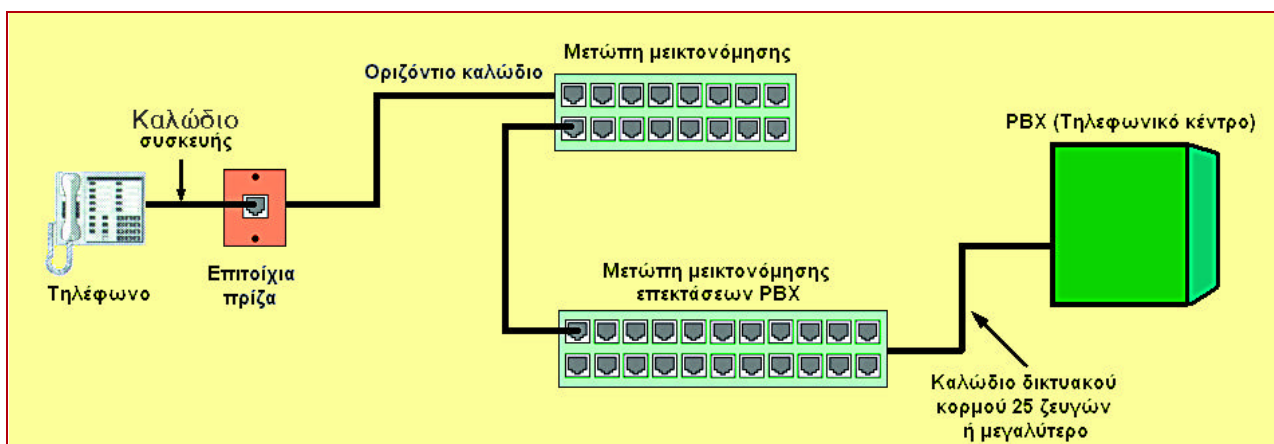 Μετώπη μεικτονόμησης
Οριζόντιο καλώδιο
Καλώδιο
συσκευής
PBX (Τηλεφωνικό κέντρο)
Τηλέφωνο
Επιτοίχια
πρίζα
Μετώπη μεικτονόμησης
επεκτάσεων PBX
Καλώδιο δικτυακού
κορμού 25 ζευγών
ή μεγαλύτερο